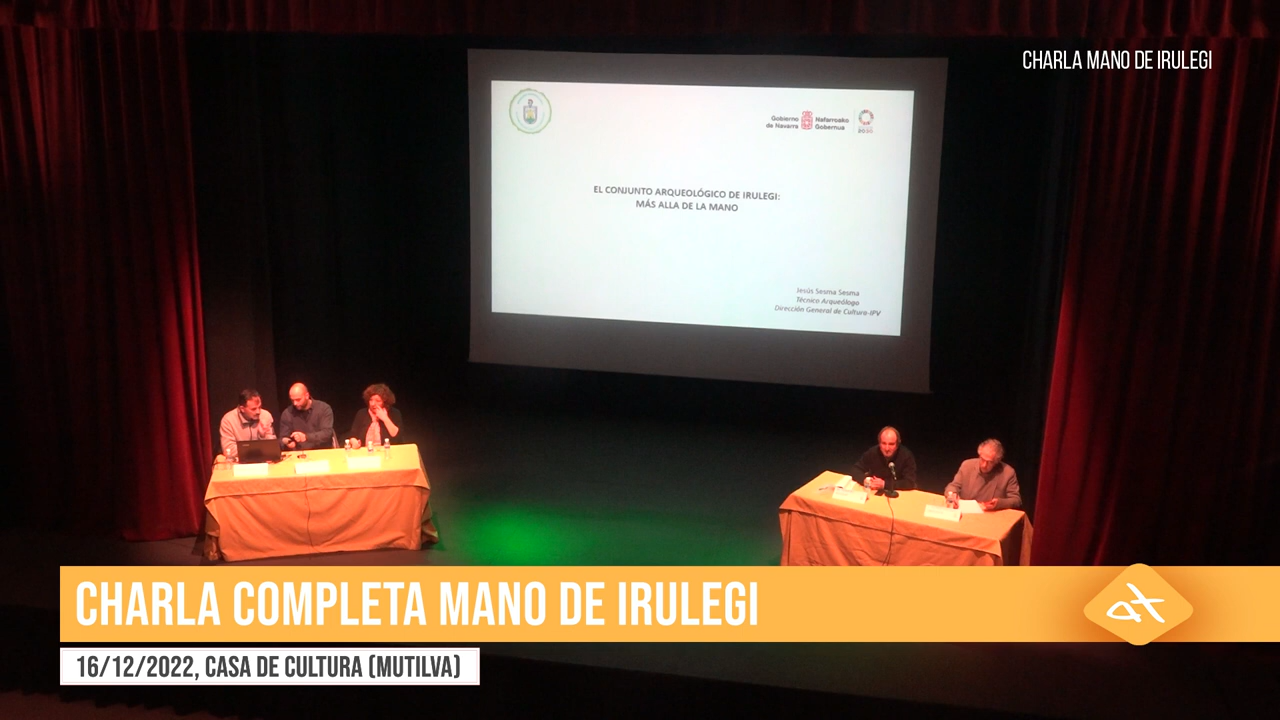 CHARLA MANO DE IRULEGI
Gobierno de Navarra
Nafarroako Gobernua
EL CONJUNTO ARQUEOLÓGICO DE IRULEGI:
MÁS ALLA DE LA MANO
Jesús Sesma Sesma
Técnico Arqueólogo
Dirección General de Cultura-IPV
CHARLA COMPLETA MANO DE IRULEGI
16/12/2022, CASA DE CULTURA (MUTILVA)